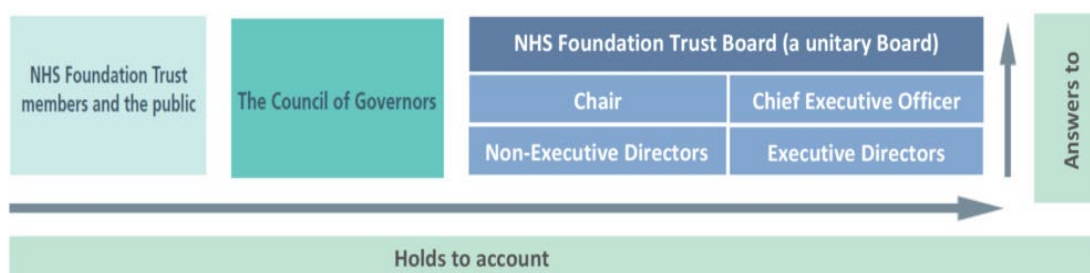 NHS Foundation Trust
members and the public
The Council of Governors
NHS Foundation Trust Board (a unitary Board)
Chair
Chief Executive Officer
Non-Executive Directors
Executive Directors
Answers to
Holds to account